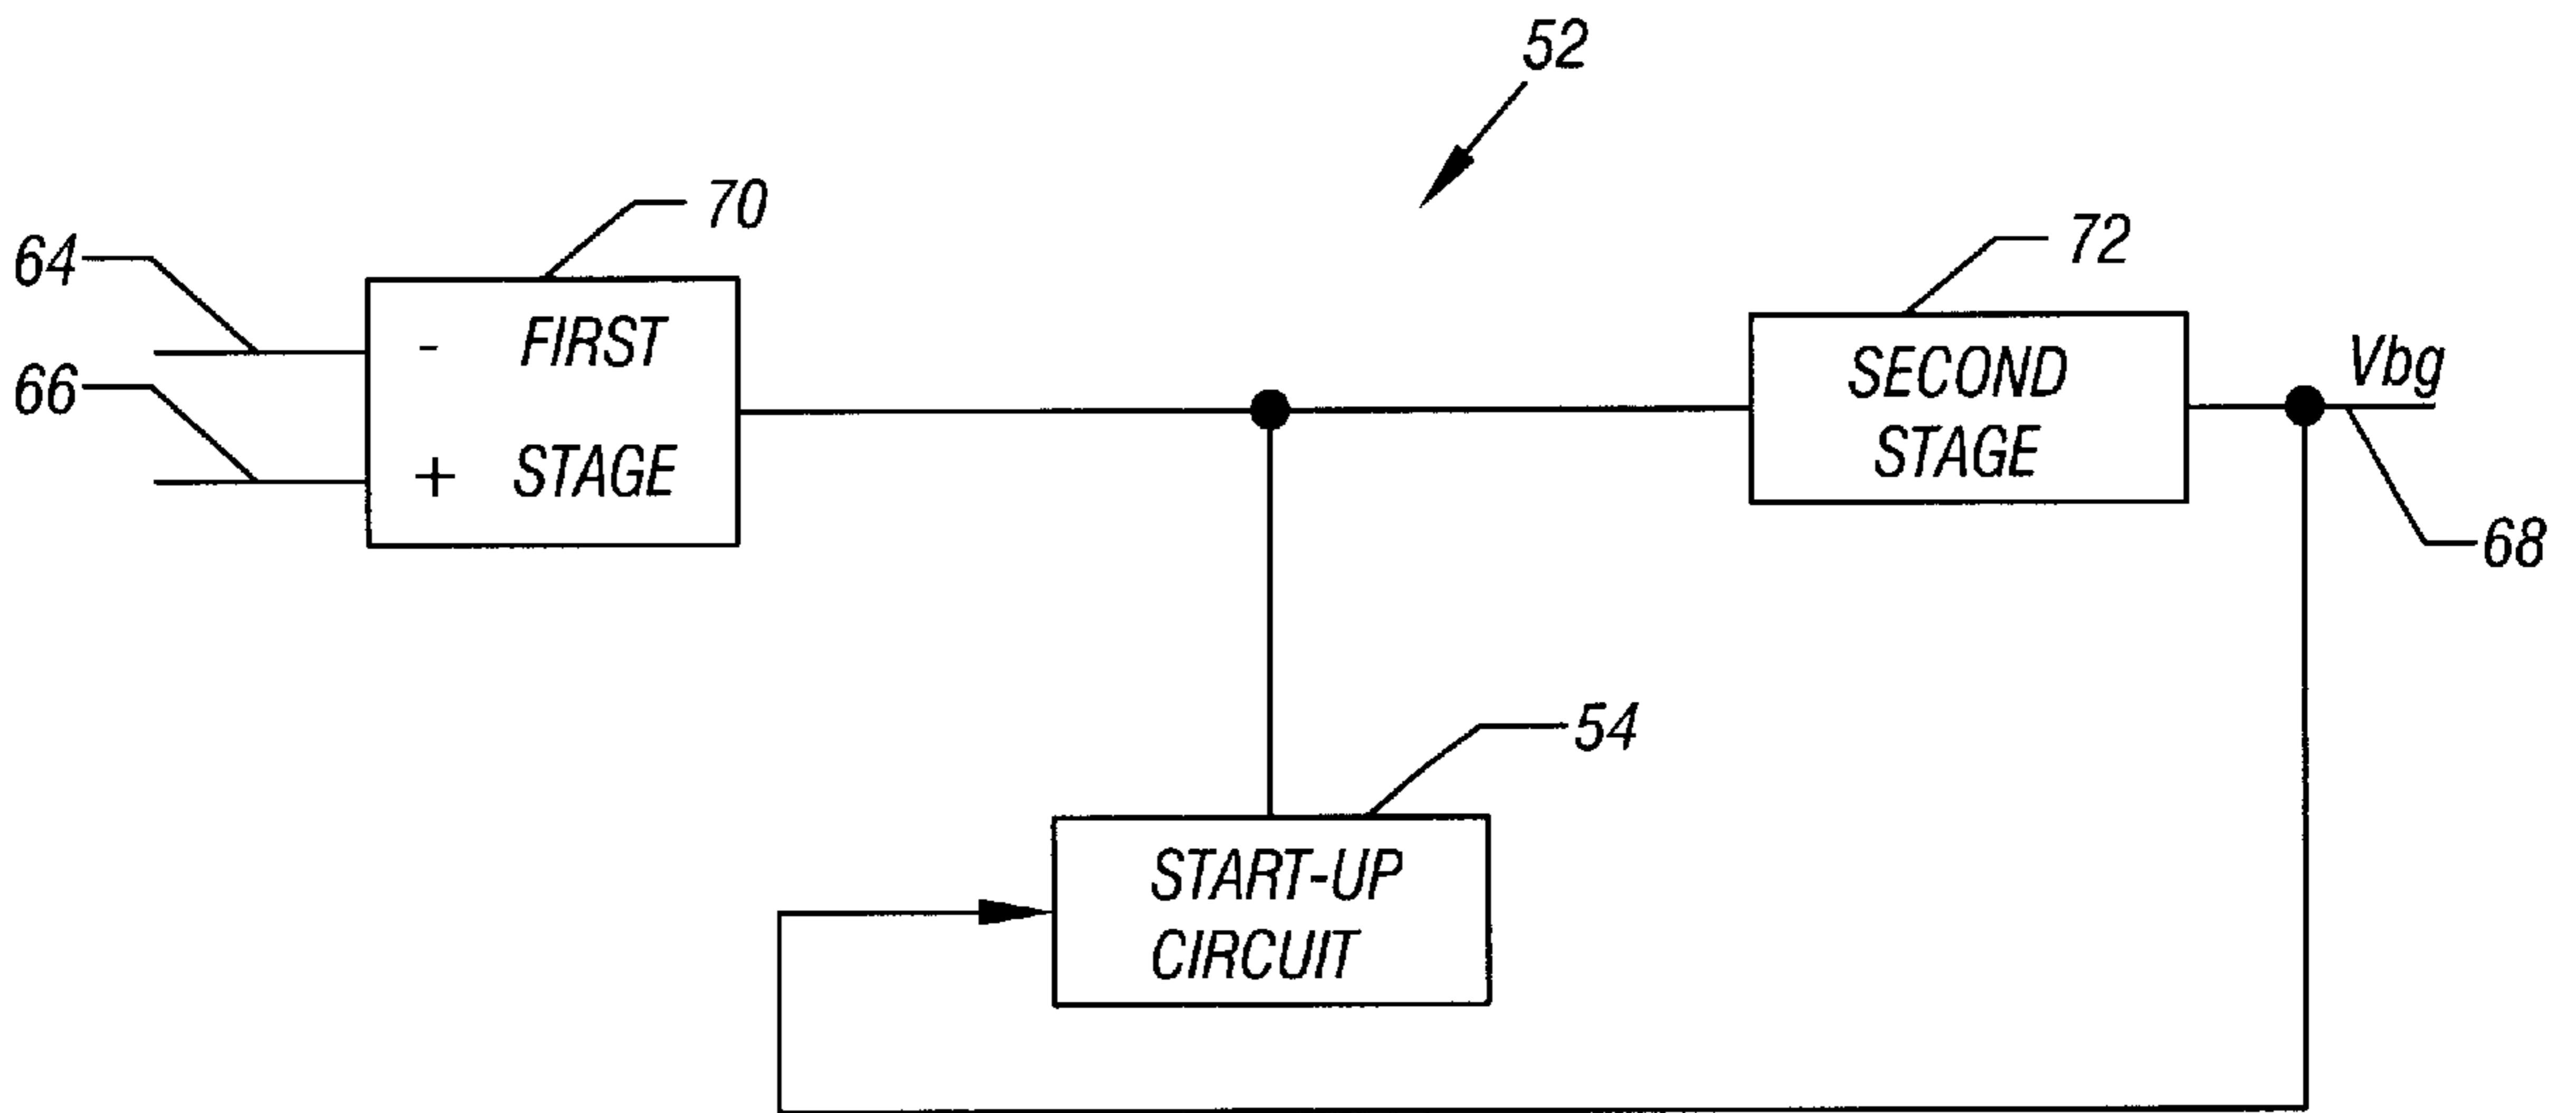 52
70
64
72
- FIRST
Vbg
SECOND
66
+ STAGE
STAGE
68
54
START-UP
CIRCUIT